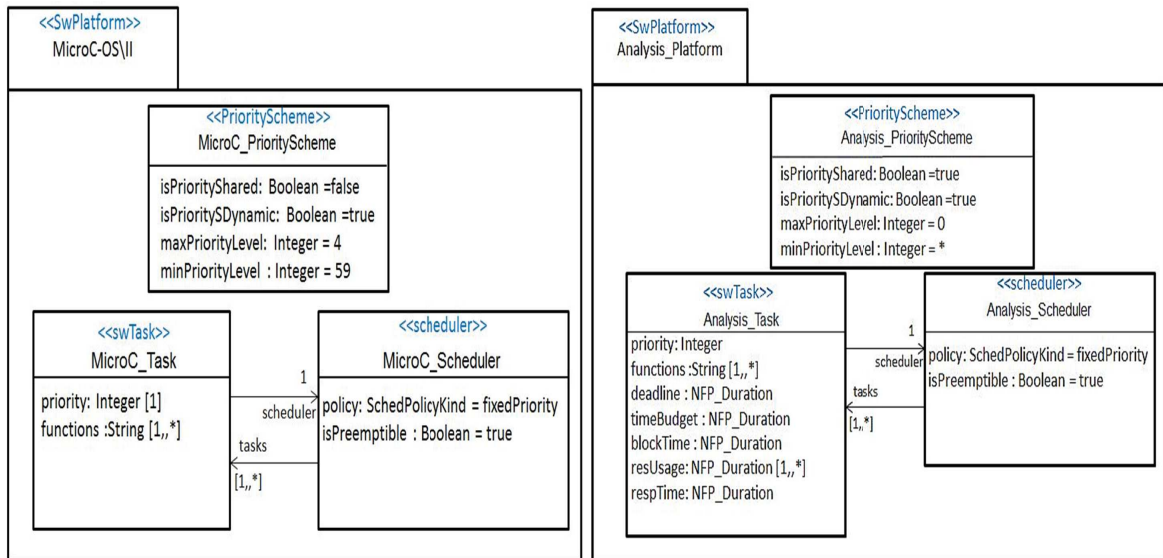 <<SwPlatform>>
MicroC-OS\II
<<PriorityScheme>>
MicroC_PriorityScheme
isPriorityShared: Boolean =false
isPrioritySDynamic: Boolean =true
maxPriorityLevel: Integer = 4
minPriorityLevel : Integer = 59
<<swTask>>
MicroC_Task
priority: Integer [1]
functions :String [1,,*]
1
scheduler
tasks
[1,,*]
<<scheduler>>
MicroC_Scheduler
policy: SchedPolicyKind = fixedPriority
isPreemptible : Boolean = true
<<SwPlatform>>
Analysis_Platform
<<PriorityScheme>>
Anaysis_PriorityScheme
isPriorityShared: Boolean =true
isPrioritySDynamic: Boolean =true
maxPriorityLevel: Integer = 0
minPriorityLevel : Integer = *
<<swTask>>
Analysis_Task
priority: Integer
functions :String [1,,*]
deadline : NFP_Duration
timeBudget : NFP_Duration
blockTime : NFP_Duration
resUsage: NFP_Duration [1,,*]
respTime: NFP_Duration
1
scheduler
tasks
[1,,*]
<<scheduler>>
Analysis_Scheduler
policy: SchedPolicyKind = fixedPriority
isPreemptible : Boolean = true